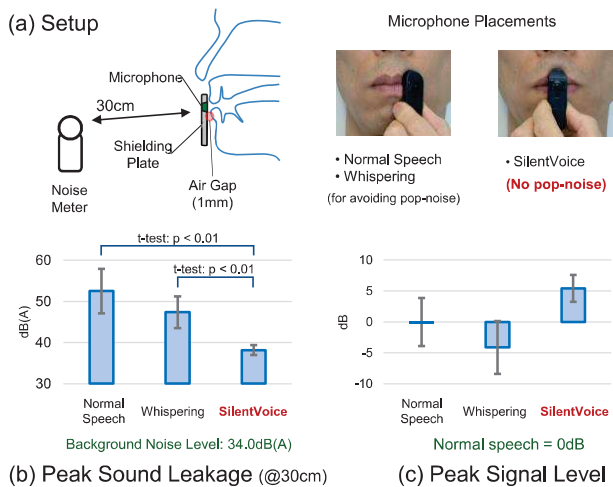 (a) Setup
Microphone Placements
Microphone
30cm
Shielding
Plate
Noise
Meter
Air Gap
(1mm)
• Normal Speech
• Whispering
(for avoiding pop-noise)
• SilentVoice
(No pop-noise)
t-test: p < 0.01
t-test: p < 0.01
60
50
40
30
dB(A)
Normal
Speech
Whispering
SilentVoice
Background Noise Level: 34.0dB(A)
(b) Peak Sound Leakage (@30cm)
10
5
0
-5
-10
dB
Normal
Speech
Whispering
SilentVoice
Normal speech = 0dB
(c) Peak Signal Level